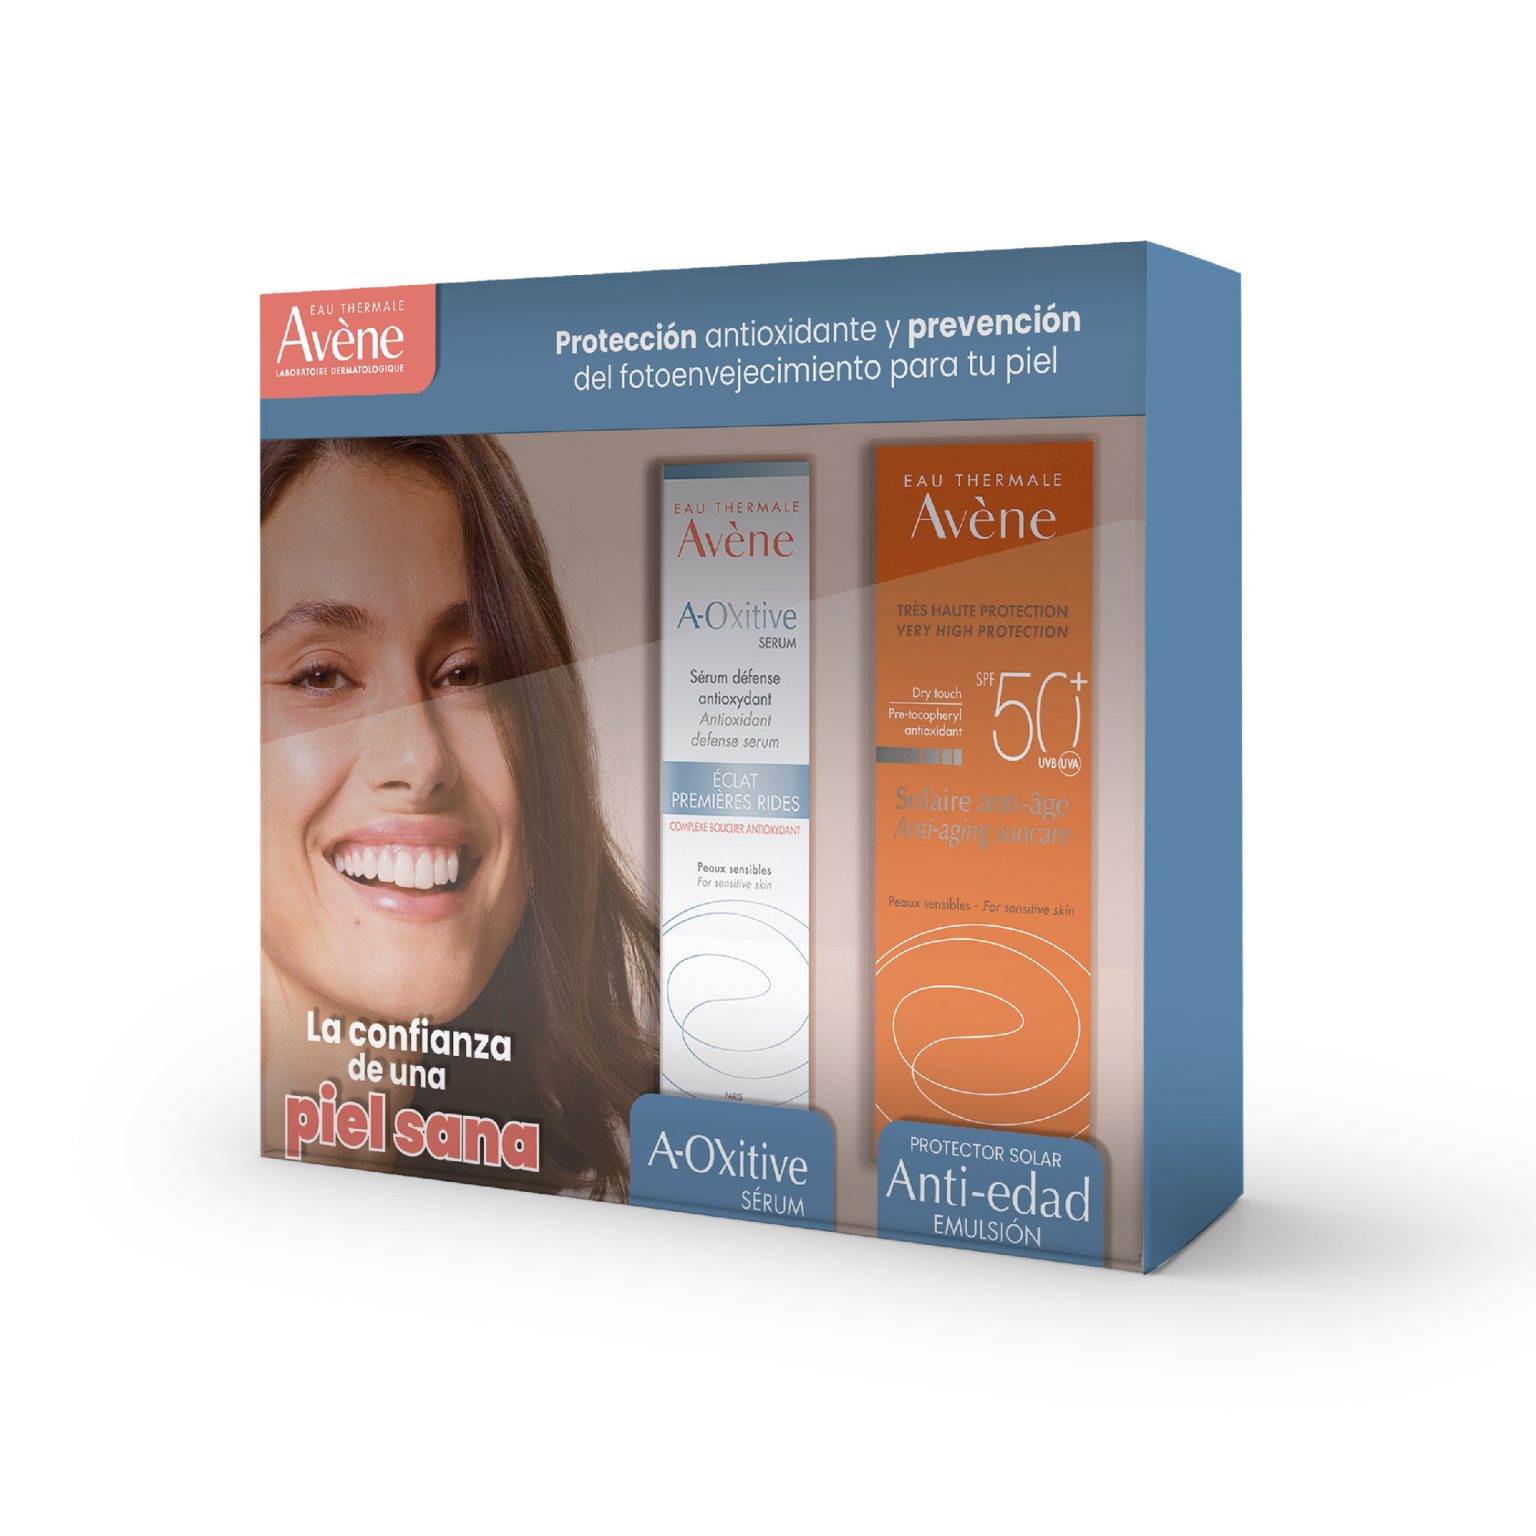 EAU THERMALE
Avène
LABORATOIRE DERMATOLOGIQUE
Protección antioxidante y prevención
del fotoenvejecimiento para tu piel
La confianza
de una
piel sana
EAU THERMALE
Avène
A-OXitive
SERUM
Sérum défense
antioxydant
Antioxidant
defense serum
ÉCLAT
PREMIÈRES RIDES
COMPLEXE BOUCLIER ANTIOXYDANT
Peaux sensibles
For sensitive skin
PARIS
A-OXitive
SÉRUM
EAU THERMALE
Avène
TRÈS HAUTE PROTECTION
VERY HIGH PROTECTION
Dry touch
Pre-tocopheryl
antioxidant
SPF 50+
UVB UVA
Solaire anti-âge
Anti-aging suncare
Peaux sensibles - For sensitive skin
PROTECTOR SOLAR
Anti-edad
EMULSIÓN